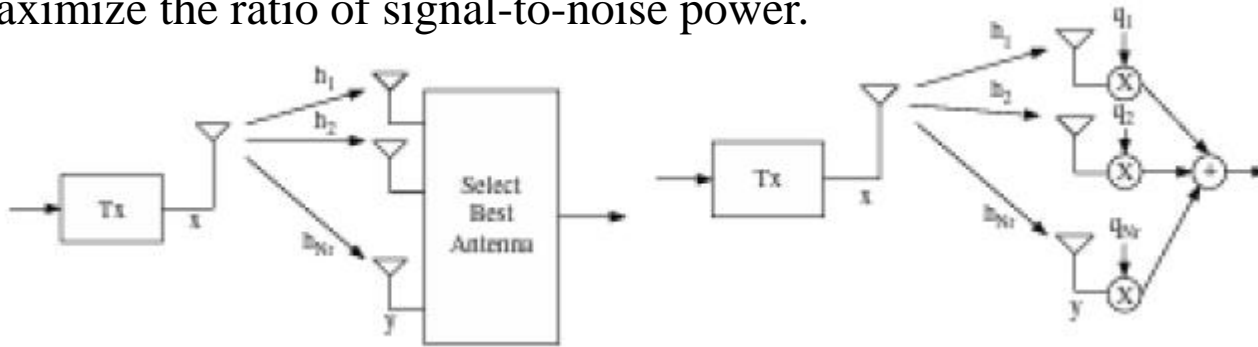 aximize the ratio of signal-to-noise power.
h₁
h₂
Tx
x
Select
Best
Antenna
hNr
y
h₁
q₁
X
h₂
q₂
Tx
x
X
+
hNr
qNr
X
y